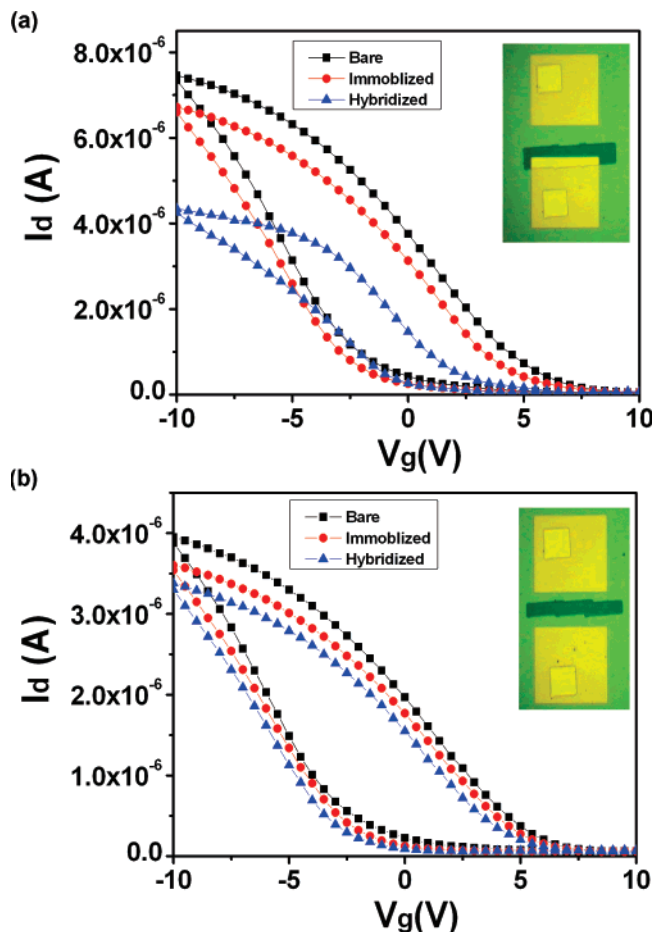 (a)
8.0x10⁻⁶
6.0x10⁻⁶
4.0x10⁻⁶
2.0x10⁻⁶
0.0
Id (A)
Bare
Immoblized
Hybridized
-10 -5 0 5 10
Vg(V)
(b)
4.0x10⁻⁶
3.0x10⁻⁶
2.0x10⁻⁶
1.0x10⁻⁶
0.0
Id (A)
Bare
Immoblized
Hybridized
-10 -5 0 5 10
Vg(V)